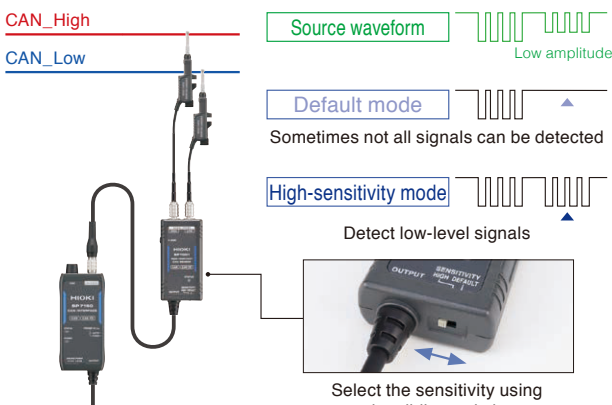 CAN_High
CAN_Low
Source waveform
Low amplitude
Default mode
Sometimes not all signals can be detected
High-sensitivity mode
Detect low-level signals
HIOKI
HIOKI
OUTPUT
SENSITIVITY
HIGH DEFAULT
Select the sensitivity using